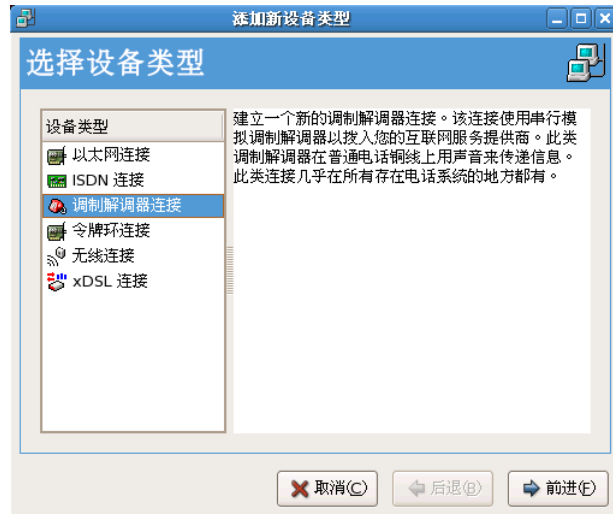 添加新设备类型
选择设备类型
设备类型
以太网连接
ISDN 连接
调制解调器连接
令牌环连接
无线连接
xDSL 连接
建立一个新的调制解调器连接。该连接使用串行模
拟调制解调器以拨入您的互联网服务提供商。此类
调制解调器在普通电话铜线上用声音来传递信息。
此类连接几乎在所有存在电话系统的地方都有。
取消(C)
后退(B)
前进(F)